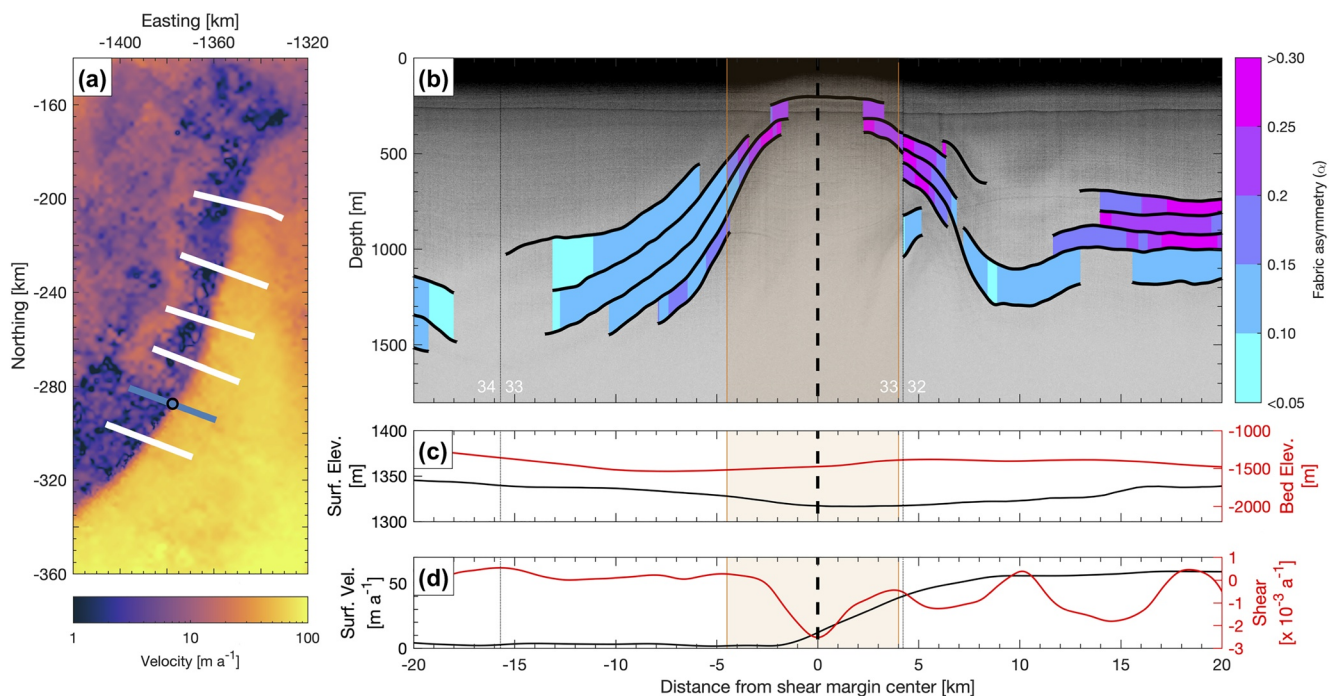 Easting [km]
-1400 -1360 -1320
(a)
Northing [km]
-160
-200
-240
-280
-320
-360
1 10 100
Velocity [m a⁻¹]
(b)
Depth [m]
0
500
1000
1500
34 33
33 32
>0.30
0.25
0.2
0.15
0.10
<0.05
Fabric asymmetry (α)
(c)
Surf. Elev.
[m]
1400
1350
1300
-1000
-1500
-2000
Bed Elev.
[m]
(d)
Surf. Vel.
[m a⁻¹]
50
0
1
0
-1
-2
-3
Shear
[x 10⁻³ a⁻¹]
-20 -15 -10 -5 0 5 10 15 20
Distance from shear margin center [km]